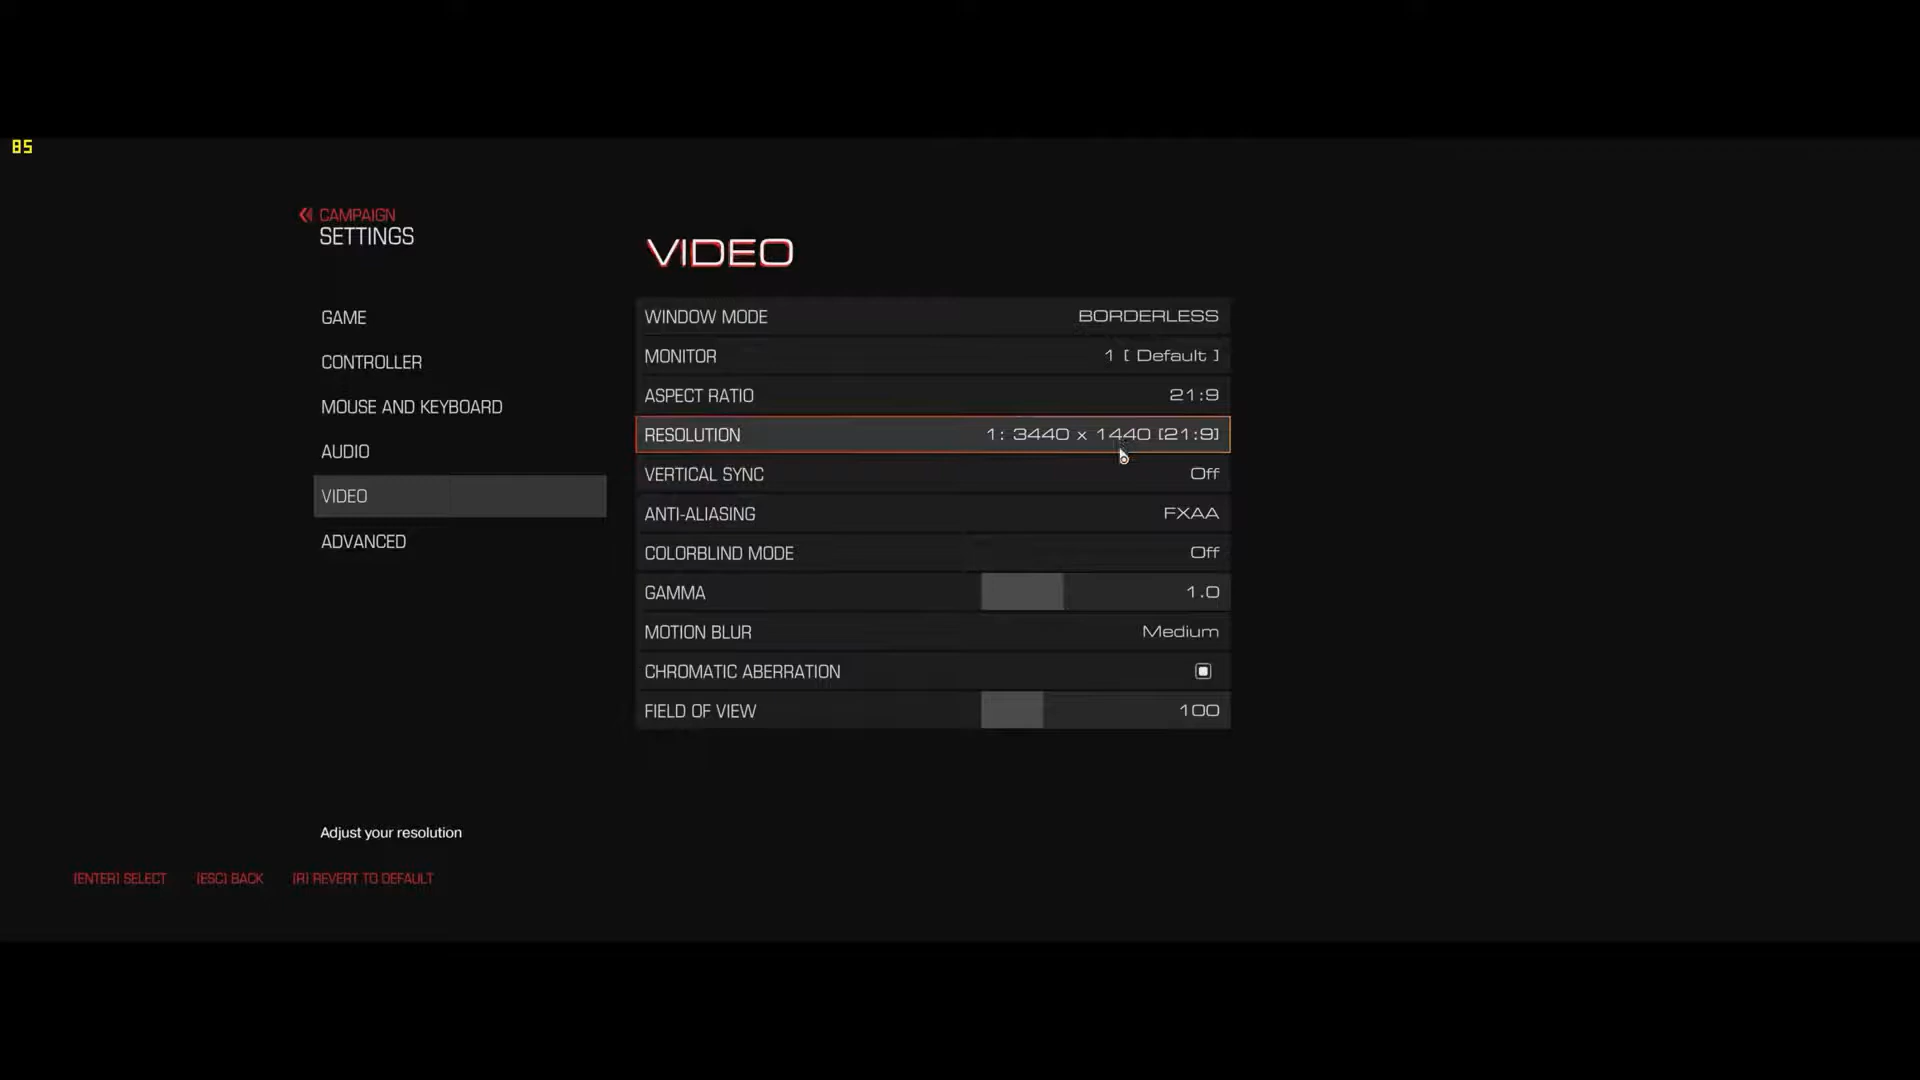 85
CAMPAIGN
SETTINGS
VIDEO
GAME
CONTROLLER
MOUSE AND KEYBOARD
AUDIO
VIDEO
ADVANCED
WINDOW MODE BORDERLESS
MONITOR 1 [ Default ]
ASPECT RATIO 21:9
RESOLUTION 1: 3440 x 1440 [21:9]
VERTICAL SYNC Off
ANTI-ALIASING FXAA
COLORBLIND MODE Off
GAMMA 1.0
MOTION BLUR Medium
CHROMATIC ABERRATION
FIELD OF VIEW 100
Adjust your resolution
[ENTER] SELECT [ESC] BACK [R] REVERT TO DEFAULT